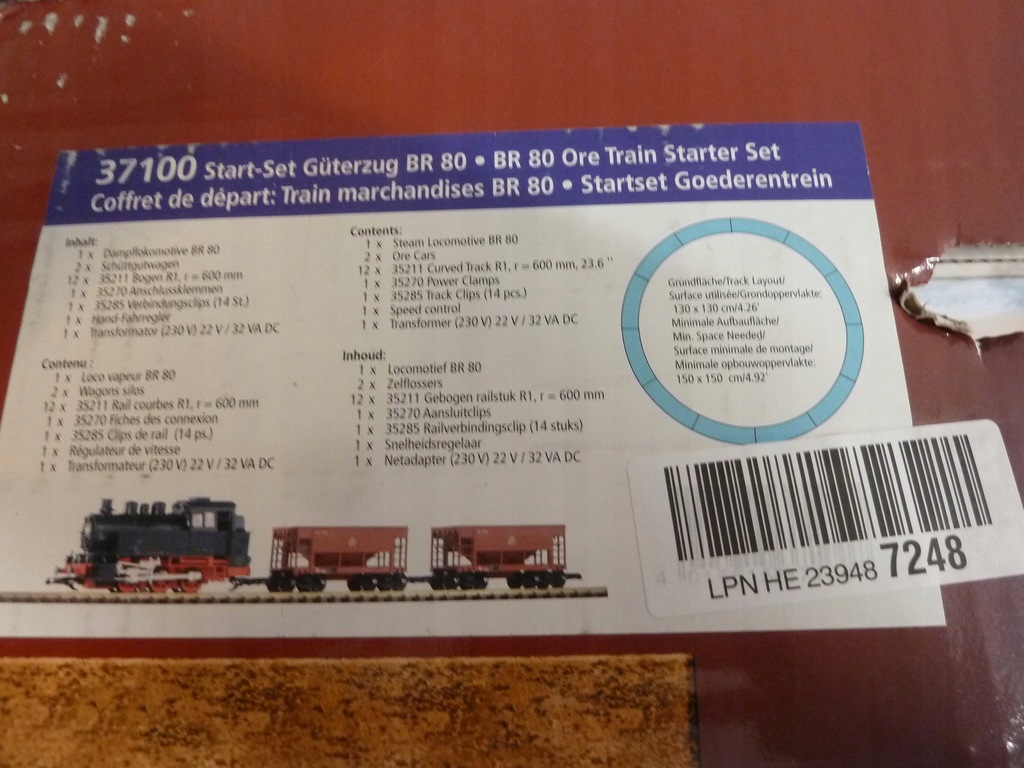 37100 Start-Set Güterzug BR 80 • BR 80 Ore Train Starter Set
Coffret de départ: Train marchandises BR 80 • Startset Goederentrein
Inhalt:
1 x Dampflokomotive BR 80
2 x Schüttgutwagen
12 x 35211 Bogen R1, r = 600 mm
1 x 35270 Anschlussklemmen
1 x 35285 Verbindungsclips (14 St.)
1 x Hand-Fahrregler
1 x Transformator (230 V) 22 V / 32 VA DC
Contenu :
1 x Loco vapeur BR 80
2 x Wagons silos
12 x 35211 Rail courbes R1, r = 600 mm
1 x 35270 Fiches des connexion
1 x 35285 Clips de rail (14 ps.)
1 x Régulateur de vitesse
1 x Transformateur (230 V) 22 V / 32 VA DC
Contents:
1 x Steam Locomotive BR 80
2 x Ore Cars
12 x 35211 Curved Track R1, r = 600 mm, 23.6 "
1 x 35270 Power Clamps
1 x 35285 Track Clips (14 pcs.)
1 x Speed control
1 x Transformer (230 V) 22 V / 32 VA DC
Inhoud:
1 x Locomotief BR 80
2 x Zelflossers
12 x 35211 Gebogen railstuk R1, r = 600 mm
1 x 35270 Aansluitclips
1 x 35285 Railverbindingsclip (14 stuks)
1 x Snelheidsregelaar
1 x Netadapter (230 V) 22 V / 32 VA DC
Grundfläche/Track Layout/
Surface utilisée/Grondoppervlakte:
130 x 130 cm/4.26'
Minimale Aufbaufläche/
Min. Space Needed/
Surface minimale de montage/
Minimale opbouwoppervlakte:
150 x 150 cm/4.92'
LPN HE 23948 7248